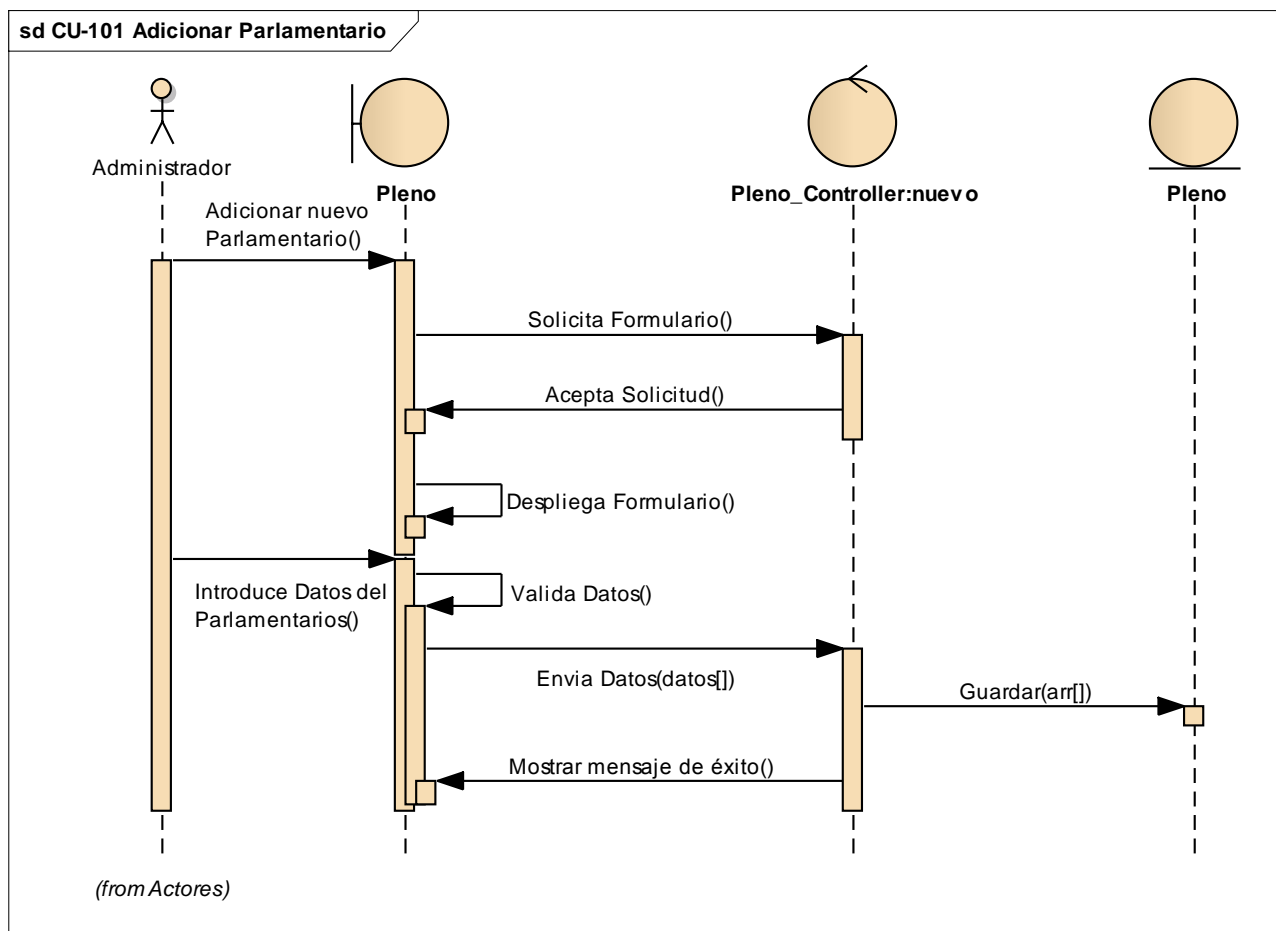 sd CU-101 Adicionar Parlamentario
Administrador
Pleno
Pleno_Controller:nuevo
Pleno
Adicionar nuevo
Parlamentario()
Solicita Formulario()
Acepta Solicitud()
Despliega Formulario()
Introduce Datos del
Parlamentarios()
Valida Datos()
Envia Datos(datos[])
Guardar(arr[])
Mostrar mensaje de éxito()
(from Actores)